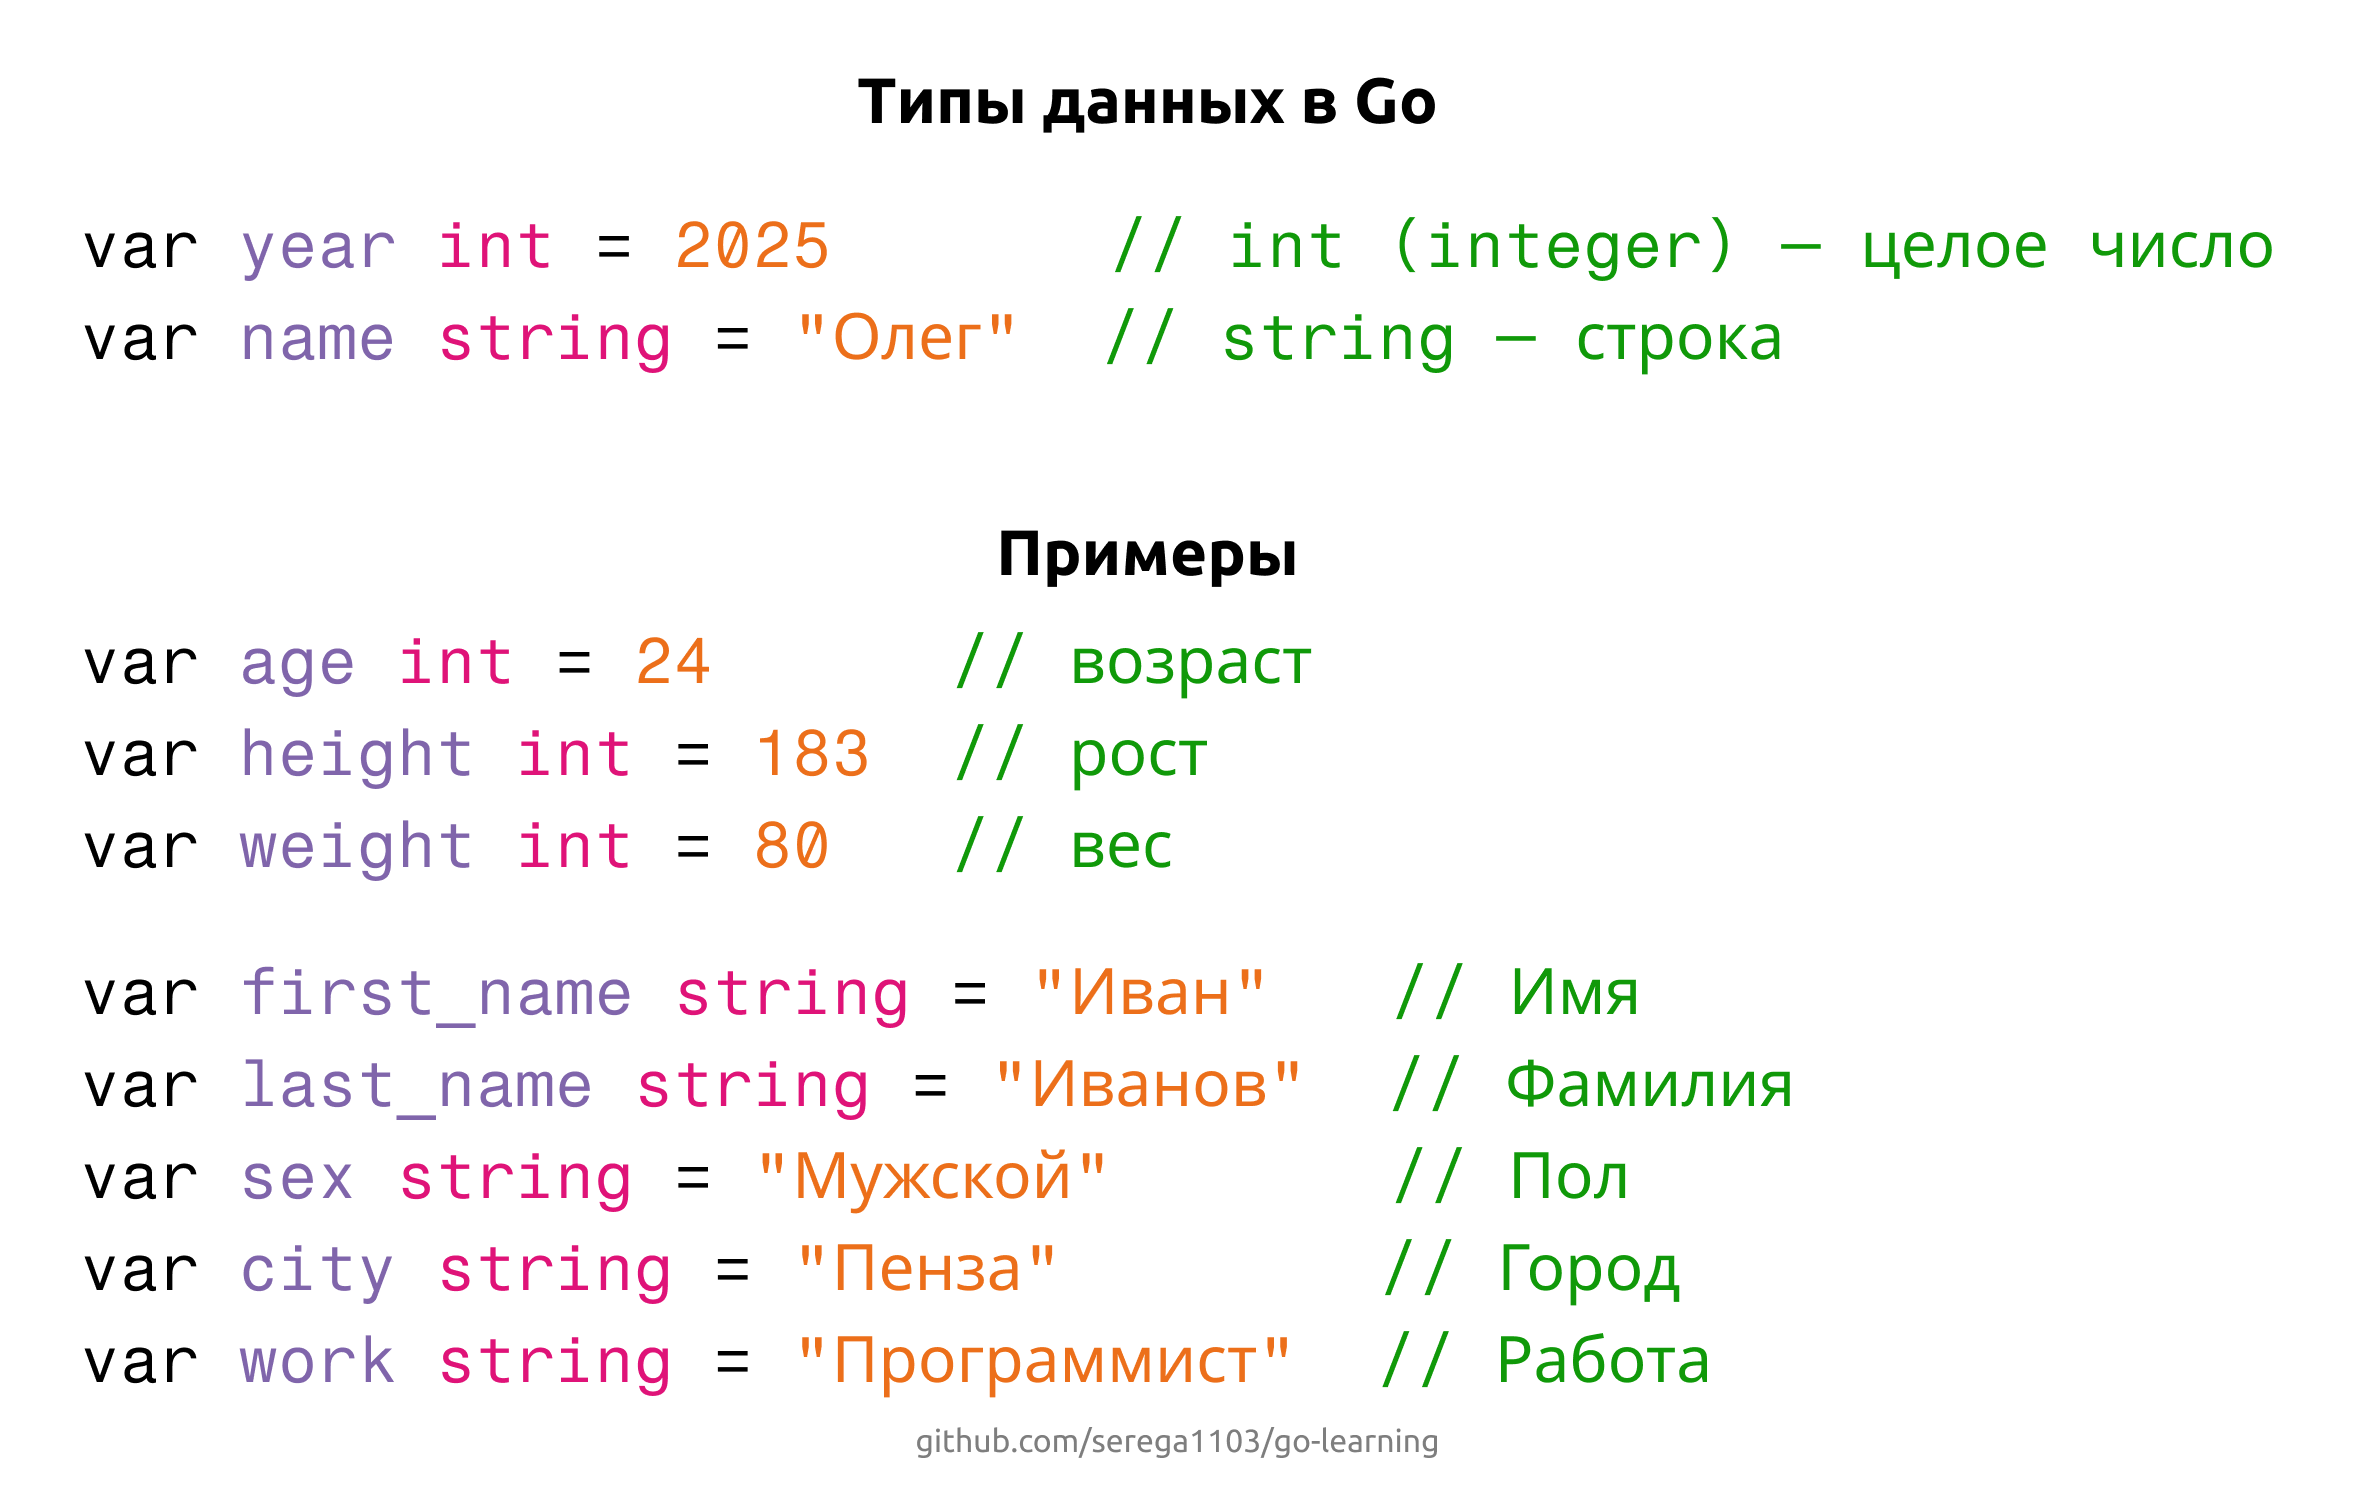 Типы данных в Go
var year int = 2025 // int (integer) — целое число
var name string = "Олег" // string — строка
Примеры
var age int = 24 // возраст
var height int = 183 // рост
var weight int = 80 // вес
var first_name string = "Иван" // Имя
var last_name string = "Иванов" // Фамилия
var sex string = "Мужской" // Пол
var city string = "Пенза" // Город
var work string = "Программист" // Работа
github.com/serega1103/go-learning